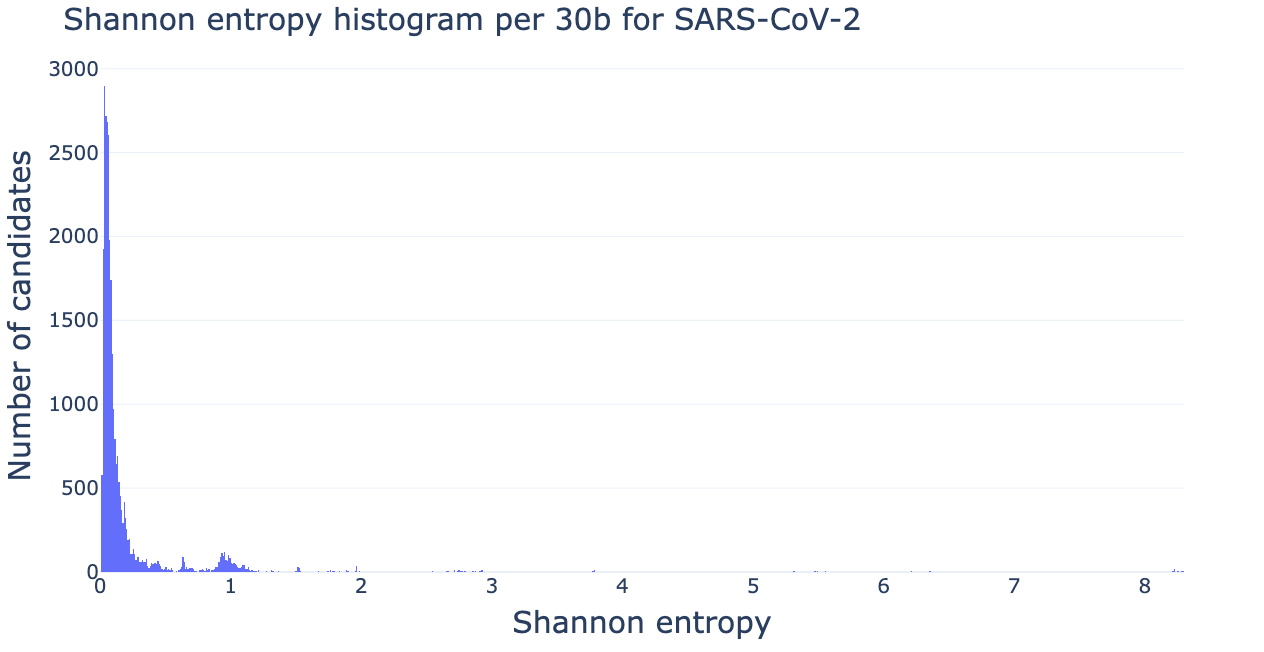 Shannon entropy histogram per 30b for SARS-CoV-2
Number of candidates
3000
2500
2000
1500
1000
500
0
0 1 2 3 4 5 6 7 8
Shannon entropy